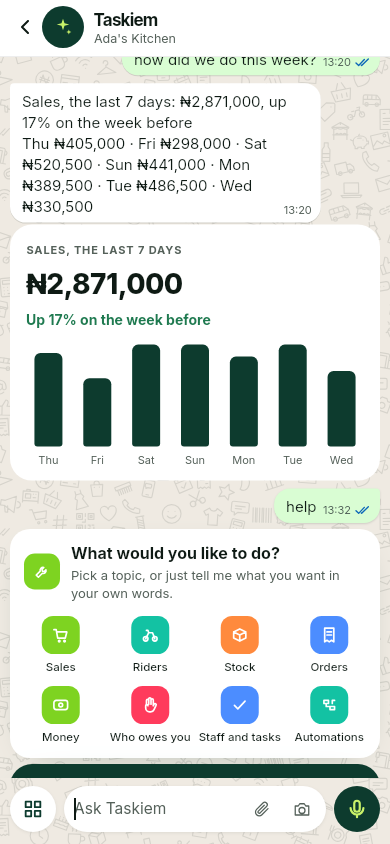 Taskiem
Ada's Kitchen
how did we do this week? 13:20
Sales, the last 7 days: ₦2,871,000, up
17% on the week before
Thu ₦405,000 · Fri ₦298,000 · Sat
₦520,500 · Sun ₦441,000 · Mon
₦389,500 · Tue ₦486,500 · Wed
₦330,500
13:20
SALES, THE LAST 7 DAYS
₦2,871,000
Up 17% on the week before
Thu Fri Sat Sun Mon Tue Wed
help 13:32
What would you like to do?
Pick a topic, or just tell me what you want in
your own words.
Sales Riders Stock Orders
Money Who owes you Staff and tasks Automations
Ask Taskiem